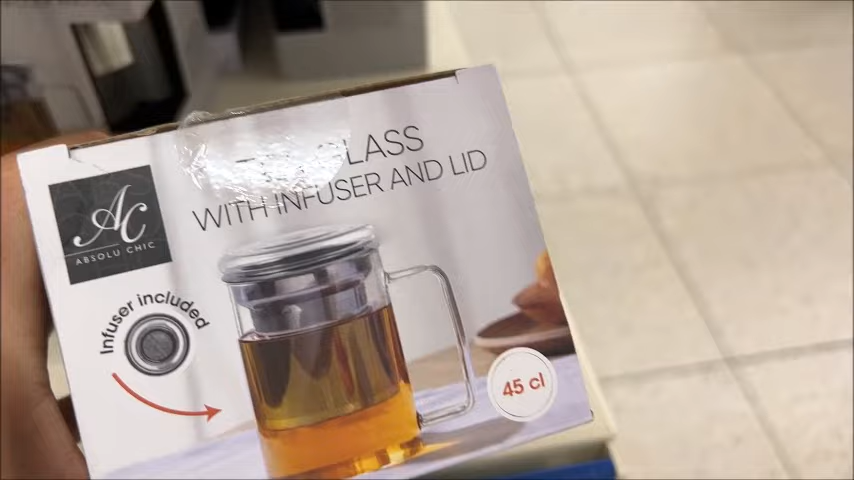 GLASS
WITH INFUSER AND LID
AC
ABSOLU CHIC
Infuser included
45 cl